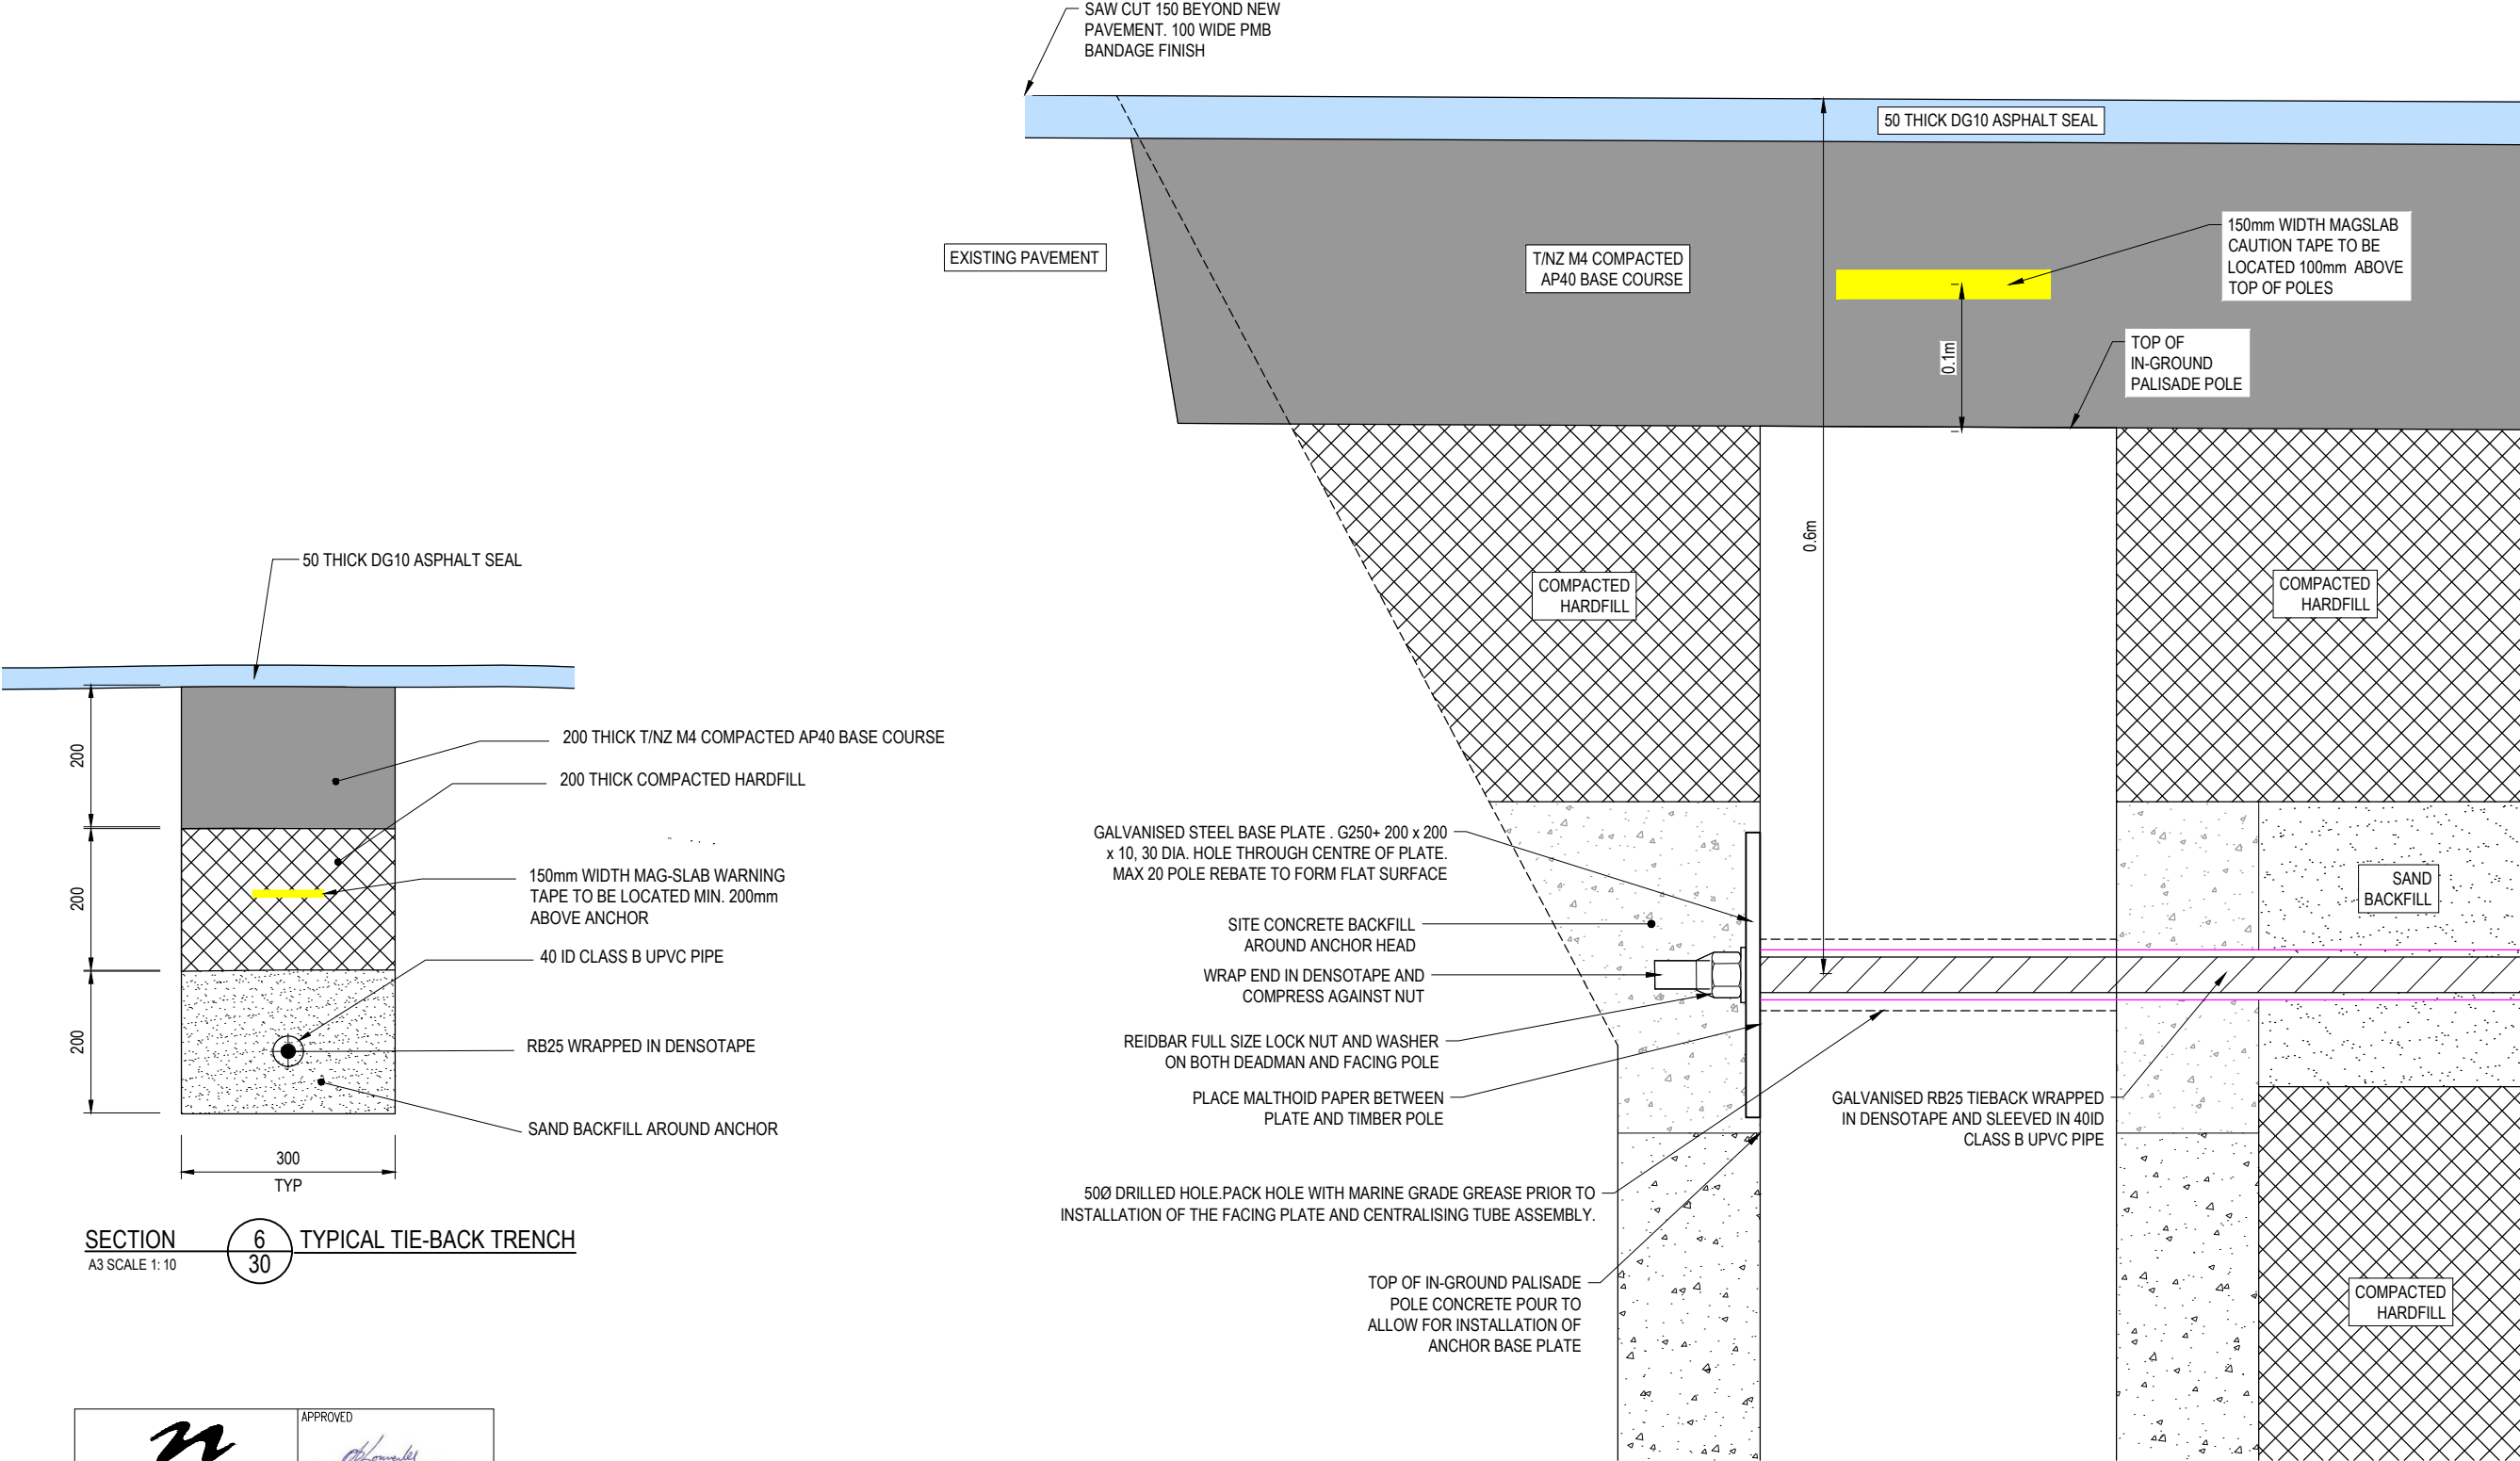 SAW CUT 150 BEYOND NEW
PAVEMENT. 100 WIDE PMB
BANDAGE FINISH
50 THICK DG10 ASPHALT SEAL
EXISTING PAVEMENT
T/NZ M4 COMPACTED
AP40 BASE COURSE
150mm WIDTH MAGSLAB
CAUTION TAPE TO BE
LOCATED 100mm ABOVE
TOP OF POLES
0.1m
TOP OF
IN-GROUND
PALISADE POLE
0.6m
COMPACTED
HARDFILL
COMPACTED
HARDFILL
GALVANISED STEEL BASE PLATE . G250+ 200 x 200
x 10, 30 DIA. HOLE THROUGH CENTRE OF PLATE.
MAX 20 POLE REBATE TO FORM FLAT SURFACE
SAND
BACKFILL
SITE CONCRETE BACKFILL
AROUND ANCHOR HEAD
WRAP END IN DENSOTAPE AND
COMPRESS AGAINST NUT
REIDBAR FULL SIZE LOCK NUT AND WASHER
ON BOTH DEADMAN AND FACING POLE
PLACE MALTHOID PAPER BETWEEN
PLATE AND TIMBER POLE
GALVANISED RB25 TIEBACK WRAPPED
IN DENSOTAPE AND SLEEVED IN 40ID
CLASS B UPVC PIPE
50Ø DRILLED HOLE.PACK HOLE WITH MARINE GRADE GREASE PRIOR TO
INSTALLATION OF THE FACING PLATE AND CENTRALISING TUBE ASSEMBLY.
TOP OF IN-GROUND PALISADE
POLE CONCRETE POUR TO
ALLOW FOR INSTALLATION OF
ANCHOR BASE PLATE
COMPACTED
HARDFILL
50 THICK DG10 ASPHALT SEAL
200
200 THICK T/NZ M4 COMPACTED AP40 BASE COURSE
200 THICK COMPACTED HARDFILL
200
150mm WIDTH MAG-SLAB WARNING
TAPE TO BE LOCATED MIN. 200mm
ABOVE ANCHOR
40 ID CLASS B UPVC PIPE
200
RB25 WRAPPED IN DENSOTAPE
SAND BACKFILL AROUND ANCHOR
300
TYP
SECTION
A3 SCALE 1: 10
6
30
TYPICAL TIE-BACK TRENCH
APPROVED